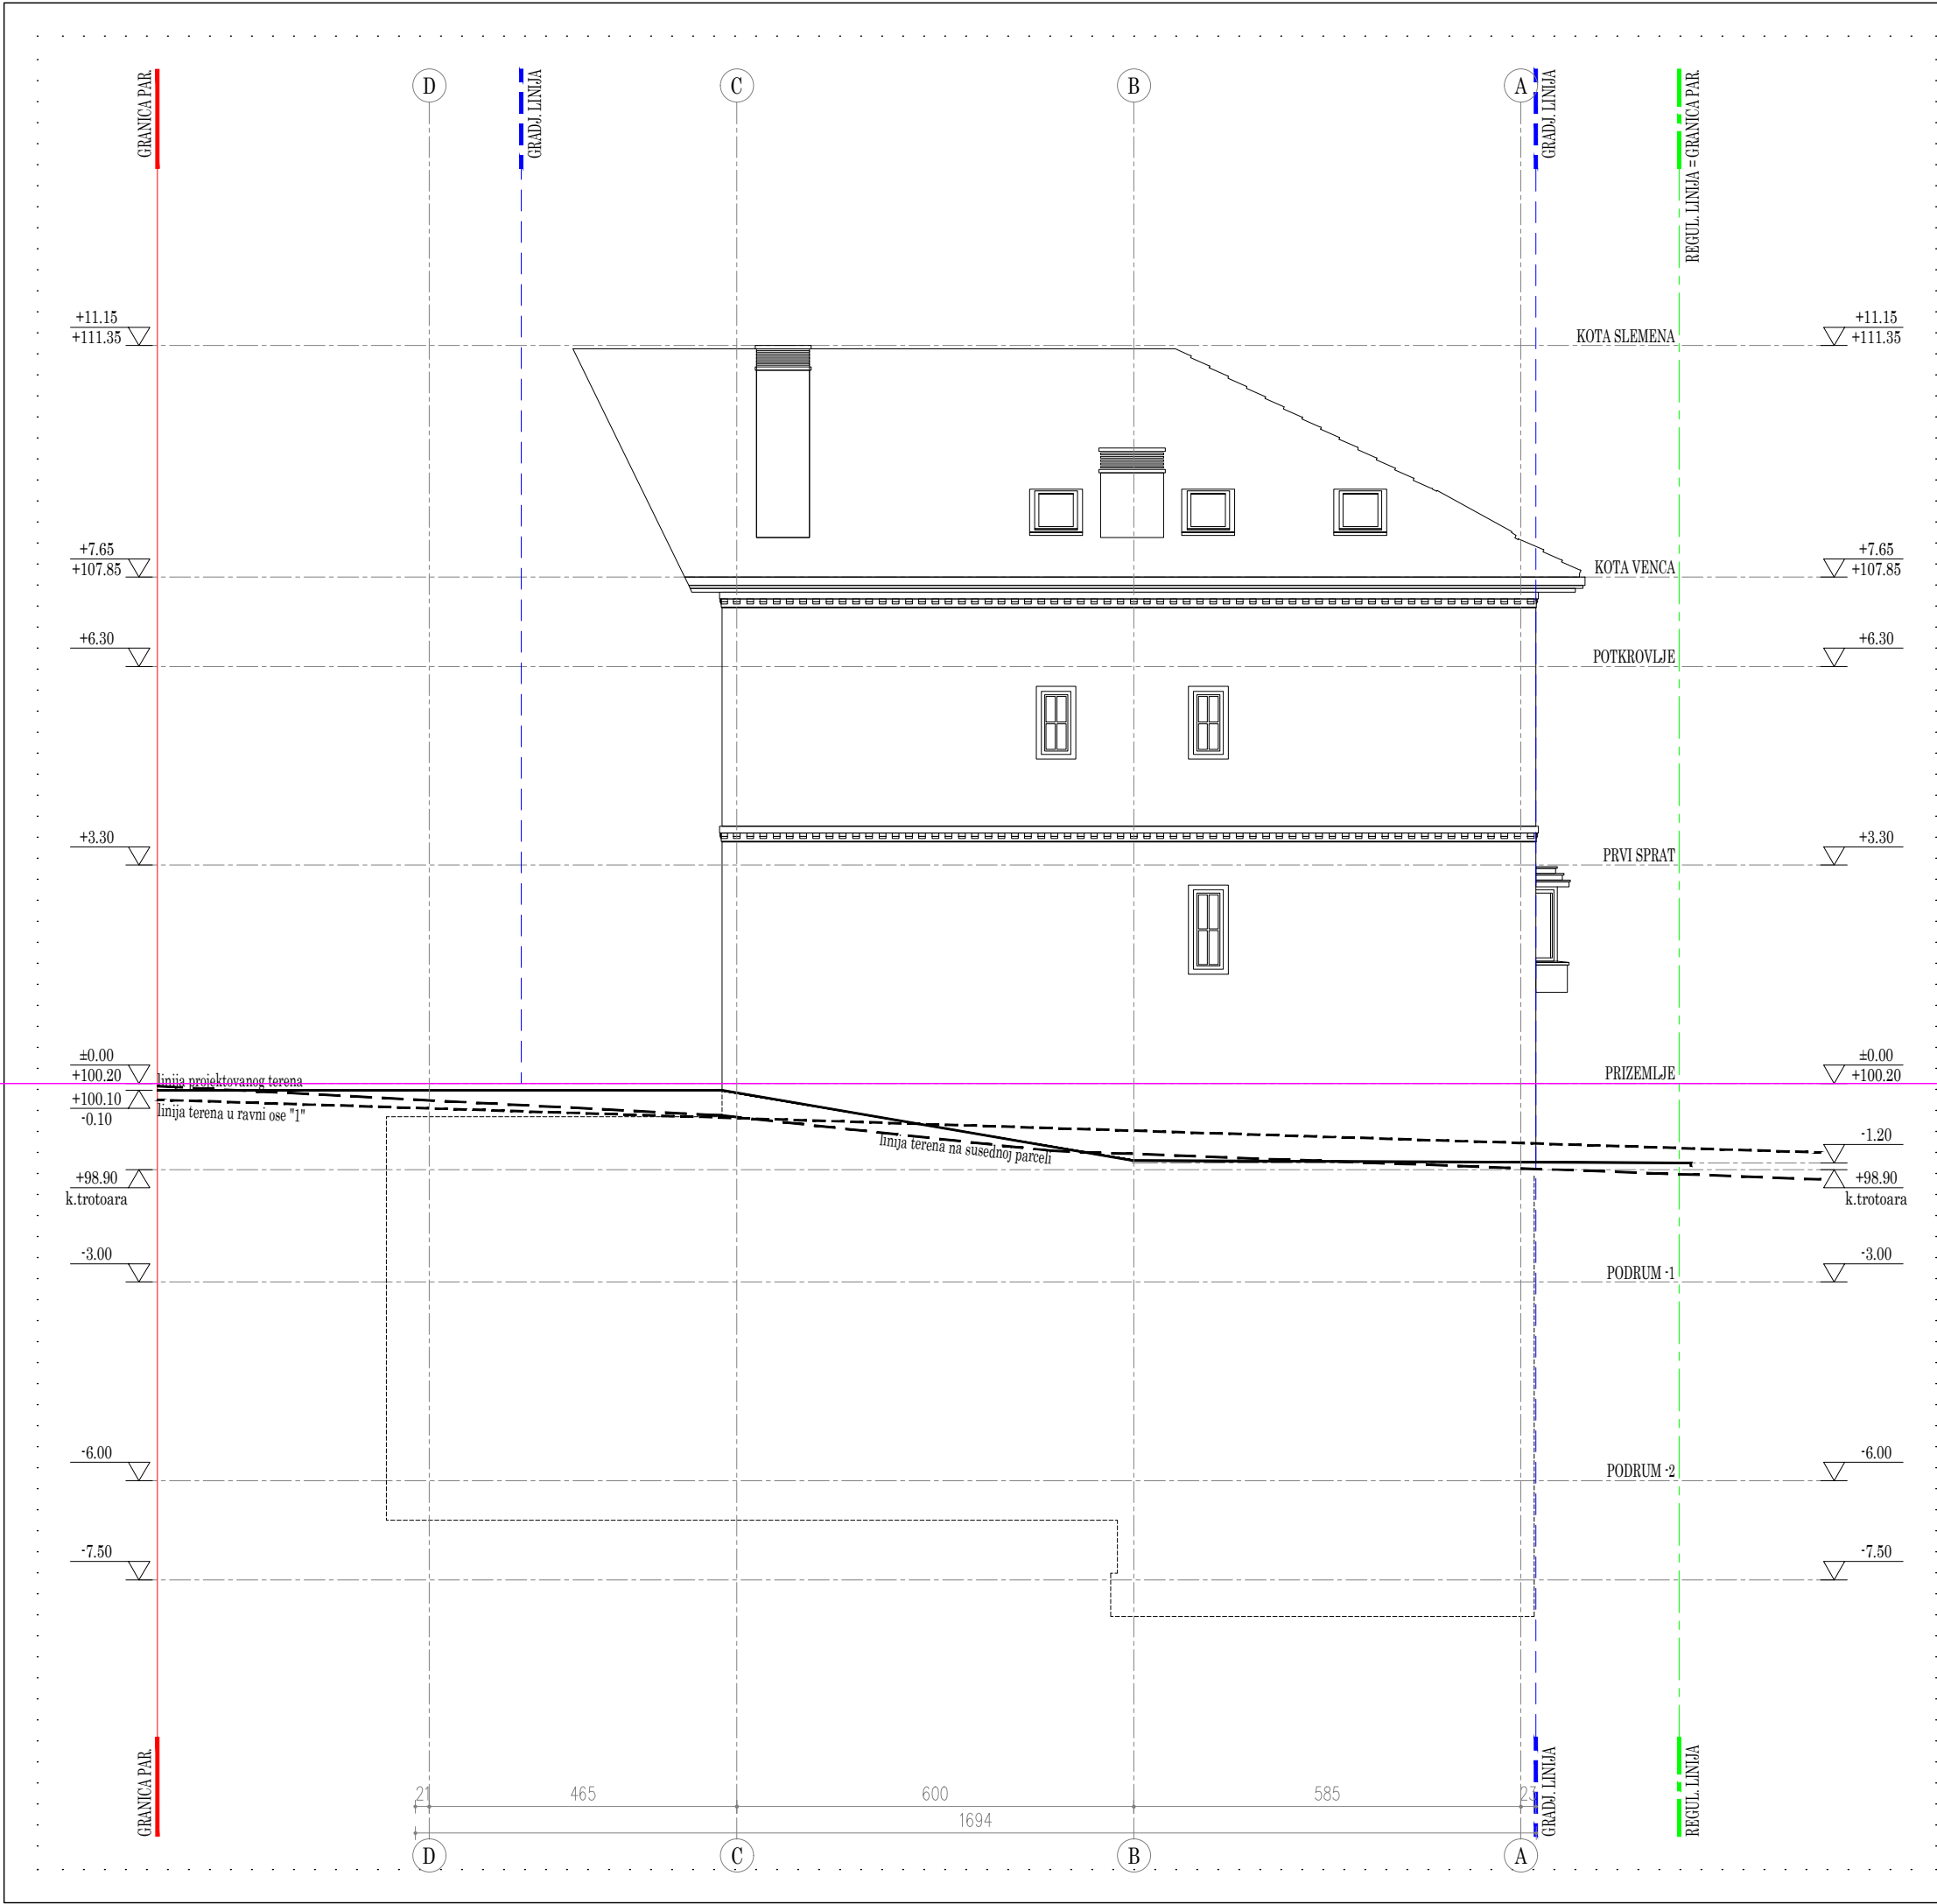 GRANICA PAR.
D
GRADJ. LINIJA
C
B
A
GRADJ. LINIJA
REGUL. LINIJA = GRANICA PAR.
+11.15
+111.35
KOTA SLEMENA
+11.15
+111.35
+7.65
+107.85
KOTA VENCA
+7.65
+107.85
+6.30
POTKROVLJE
+6.30
+3.30
PRVI SPRAT
+3.30
±0.00
+100.20
linija projektovanog terena
PRIZEMLJE
±0.00
+100.20
+100.10
-0.10
linija terena u ravni ose "1"
linija terena na susednoj parceli
-1.20
+98.90
k.trotoara
+98.90
k.trotoara
-3.00
PODRUM -1
-3.00
-6.00
PODRUM -2
-6.00
-7.50
-7.50
GRANICA PAR.
21
465
600
585
23
1694
GRADJ. LINIJA
REGUL. LINIJA
D
C
B
A